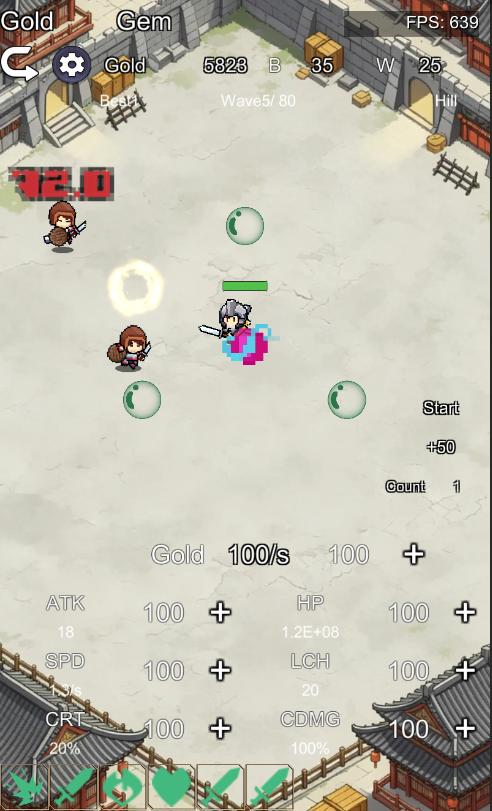 Gold Gem FPS: 639
Gold 5823 B 35 W 25
Best1 Wave5/ 80 Hill
72.0
Start
+50
Count 1
Gold 100/s 100 +
ATK 100 + HP 100 +
18 1.2E+08
SPD 100 + LCH 100 +
1.3/s 20
CRT 100 + CDMG 100 +
20% 100%